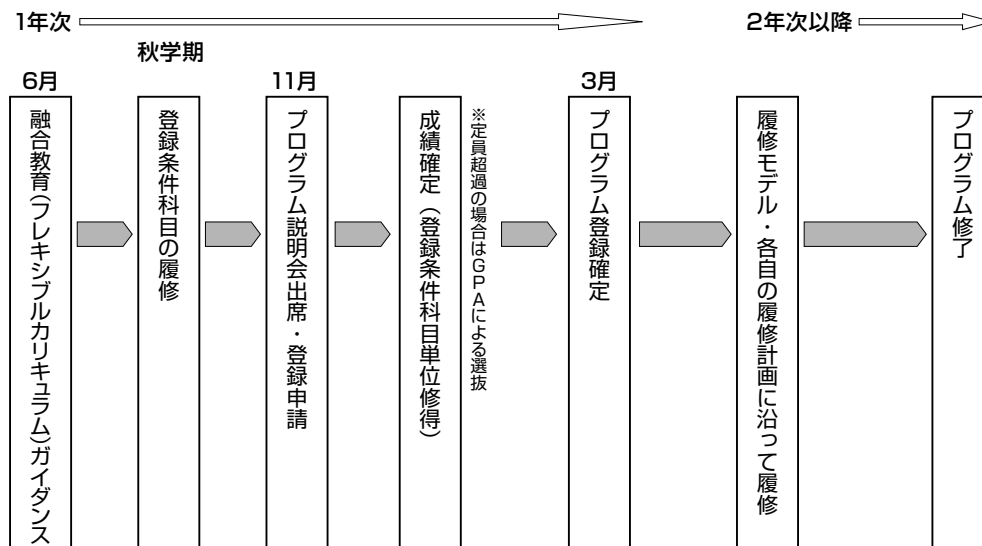 1年次
2年次以降
秋学期
6月
11月
3月
融合教育(フレキシブルカリキュラム)ガイダンス
登録条件科目の履修
プログラム説明会出席・登録申請
成績確定（登録条件科目単位修得）
※定員超過の場合はGPAによる選抜
プログラム登録確定
履修モデル・各自の履修計画に沿って履修
プログラム修了